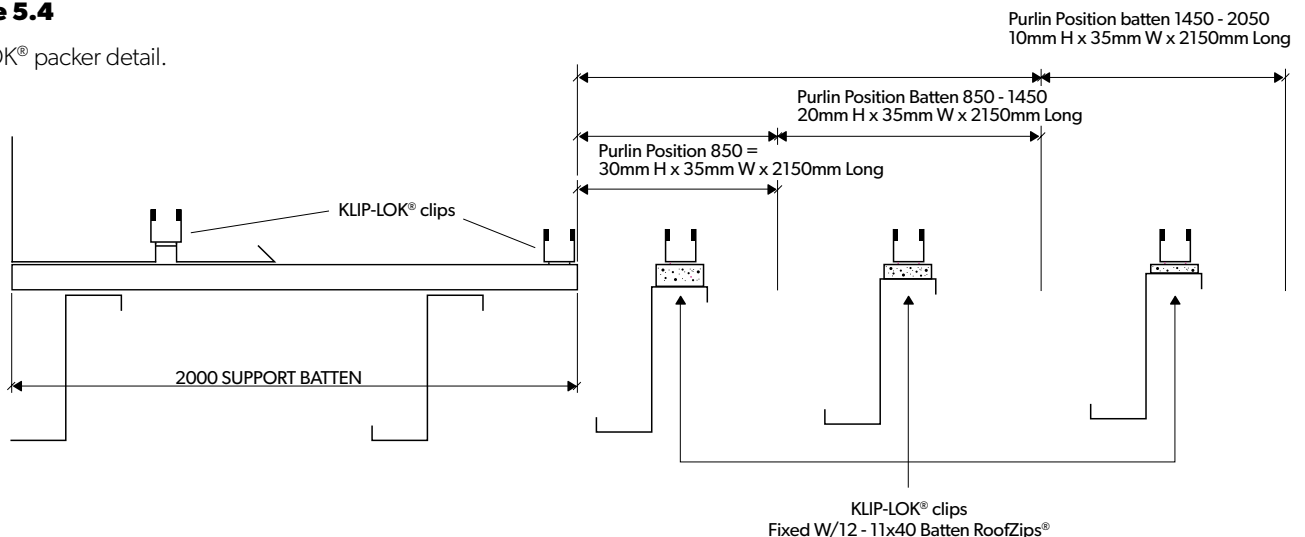 e 5.4
OK® packer detail.
Purlin Position batten 1450 - 2050
10mm H x 35mm W x 2150mm Long
Purlin Position Batten 850 - 1450
20mm H x 35mm W x 2150mm Long
Purlin Position 850 =
30mm H x 35mm W x 2150mm Long
KLIP-LOK® clips
2000 SUPPORT BATTEN
KLIP-LOK® clips
Fixed W/12 - 11x40 Batten RoofZips®